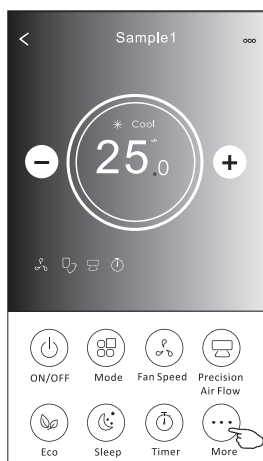 Sample1
Cool
25.0
ON/OFF Mode Fan Speed Precision Air Flow
Eco Sleep Timer More